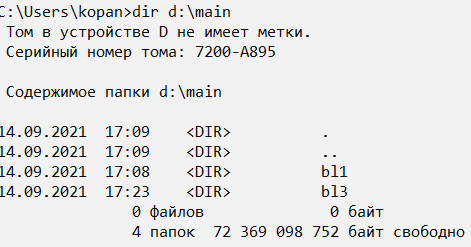 C:\Users\kopan>dir d:\main
Том в устройстве D не имеет метки.
Серийный номер тома: 7200-A895
Содержимое папки d:\main
14.09.2021  17:09    <DIR>          .
14.09.2021  17:09    <DIR>          ..
14.09.2021  17:08    <DIR>          bl1
14.09.2021  17:23    <DIR>          bl3
0 файлов              0 байт
4 папок  72 369 098 752 байт свободно